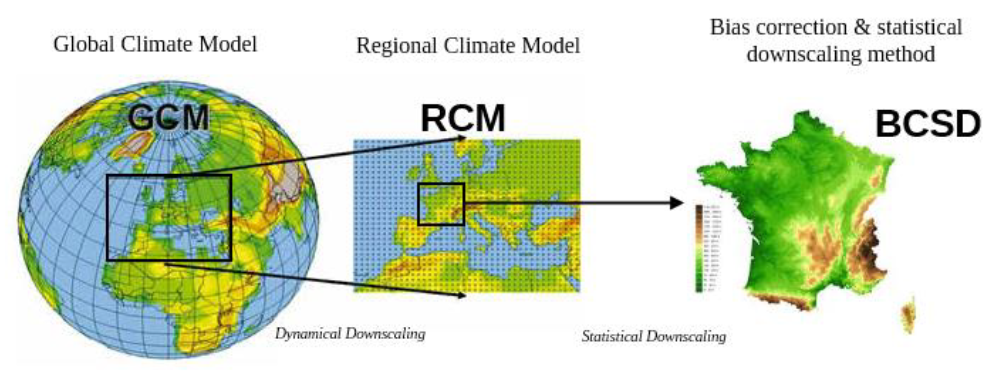 Global Climate Model
Regional Climate Model
Bias correction & statistical
downscaling method
GCM
RCM
BCSD
Dynamical Downscaling
Statistical Downscaling